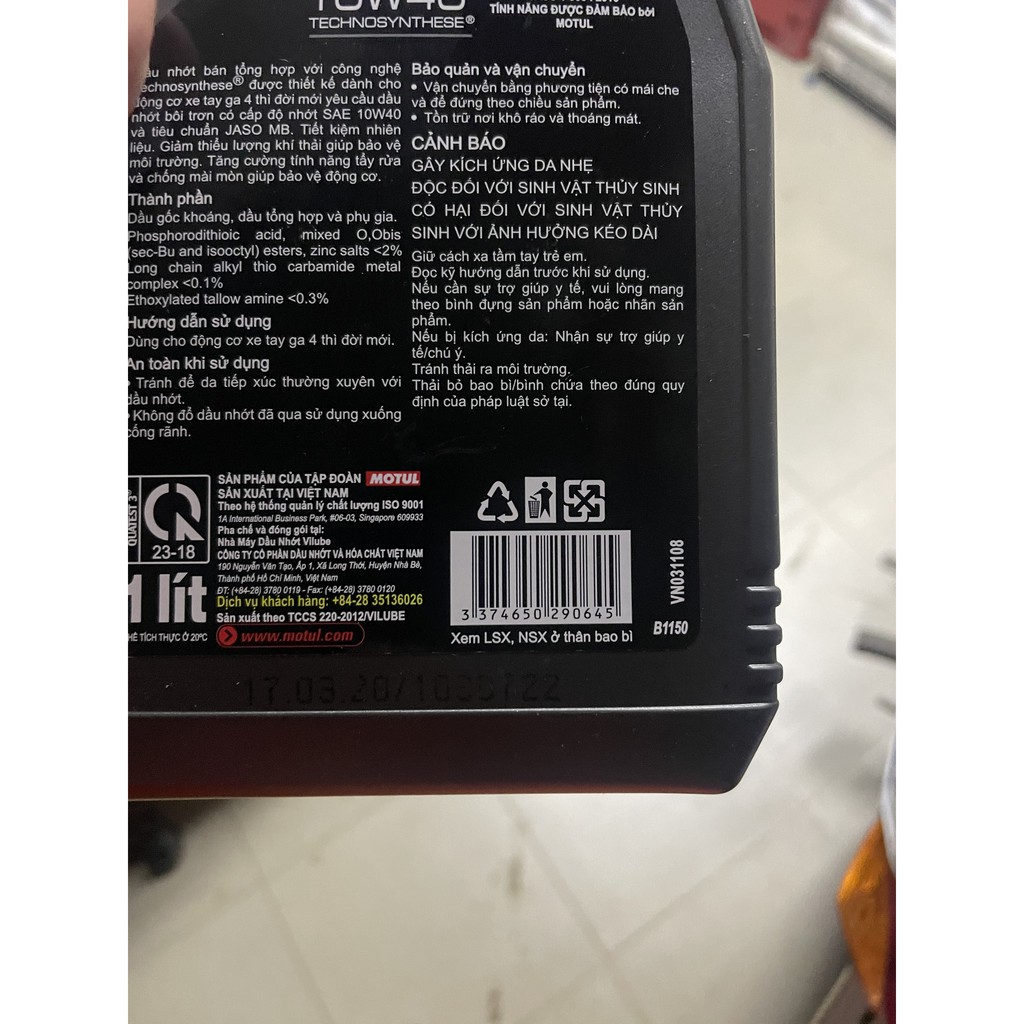 10W40
TECHNOSYNTHESE®
TÍNH NĂNG ĐƯỢC ĐẢM BẢO bởi
MOTUL
nhớt bán tổng hợp với công nghệ
echnosynthese® được thiết kế dành cho
động cơ xe tay ga 4 thì đời mới yêu cầu dầu
nhớt bôi trơn có cấp độ nhớt SAE 10W40
và tiêu chuẩn JASO MB. Tiết kiệm nhiên
liệu. Giảm thiểu lượng khí thải giúp bảo vệ
môi trường. Tăng cường tính năng tẩy rửa
và chống mài mòn giúp bảo vệ động cơ.
Thành phần
Dầu gốc khoáng, dầu tổng hợp và phụ gia.
Phosphorodithioic acid, mixed O,Obis
(sec-Bu and isooctyl) esters, zinc salts <2%
Long chain alkyl thio carbamide metal
complex <0.1%
Ethoxylated tallow amine <0.3%
Hướng dẫn sử dụng
Dùng cho động cơ xe tay ga 4 thì đời mới.
An toàn khi sử dụng
• Tránh để da tiếp xúc thường xuyên với
dầu nhớt.
• Không đổ dầu nhớt đã qua sử dụng xuống
cống rãnh.
Bảo quản và vận chuyển
• Vận chuyển bằng phương tiện có mái che
và để đứng theo chiều sản phẩm.
• Tồn trữ nơi khô ráo và thoáng mát.
CẢNH BÁO
GÂY KÍCH ỨNG DA NHẸ
ĐỘC ĐỐI VỚI SINH VẬT THỦY SINH
CÓ HẠI ĐỐI VỚI SINH VẬT THỦY
SINH VỚI ẢNH HƯỞNG KÉO DÀI
Giữ cách xa tầm tay trẻ em.
Đọc kỹ hướng dẫn trước khi sử dụng.
Nếu cần sự trợ giúp y tế, vui lòng mang
theo bình đựng sản phẩm hoặc nhãn sản
phẩm.
Nếu bị kích ứng da: Nhận sự trợ giúp y
tế/chú ý.
Tránh thải ra môi trường.
Thải bỏ bao bì/bình chứa theo đúng quy
định của pháp luật sở tại.
QUATEST 3®
23-18
1 lít
THỂ TÍCH THỰC Ở 20°C
SẢN PHẨM CỦA TẬP ĐOÀN MOTUL
SẢN XUẤT TẠI VIỆT NAM
Theo hệ thống quản lý chất lượng ISO 9001
1A International Business Park, #06-03, Singapore 609933
Pha chế và đóng gói tại:
Nhà Máy Dầu Nhớt Vilube
CÔNG TY CỔ PHẦN DẦU NHỚT VÀ HÓA CHẤT VIỆT NAM
190 Nguyễn Văn Tạo, Ấp 1, Xã Long Thới, Huyện Nhà Bè,
Thành phố Hồ Chí Minh, Việt Nam
ĐT: (+84-28) 3780 0119 - Fax: (+84-28) 3780 0120
Dịch vụ khách hàng: +84-28 35136026
Sản xuất theo TCCS 220-2012/VILUBE
www.motul.com
3 374650 290645
Xem LSX, NSX ở thân bao bì
B1150
VN031108